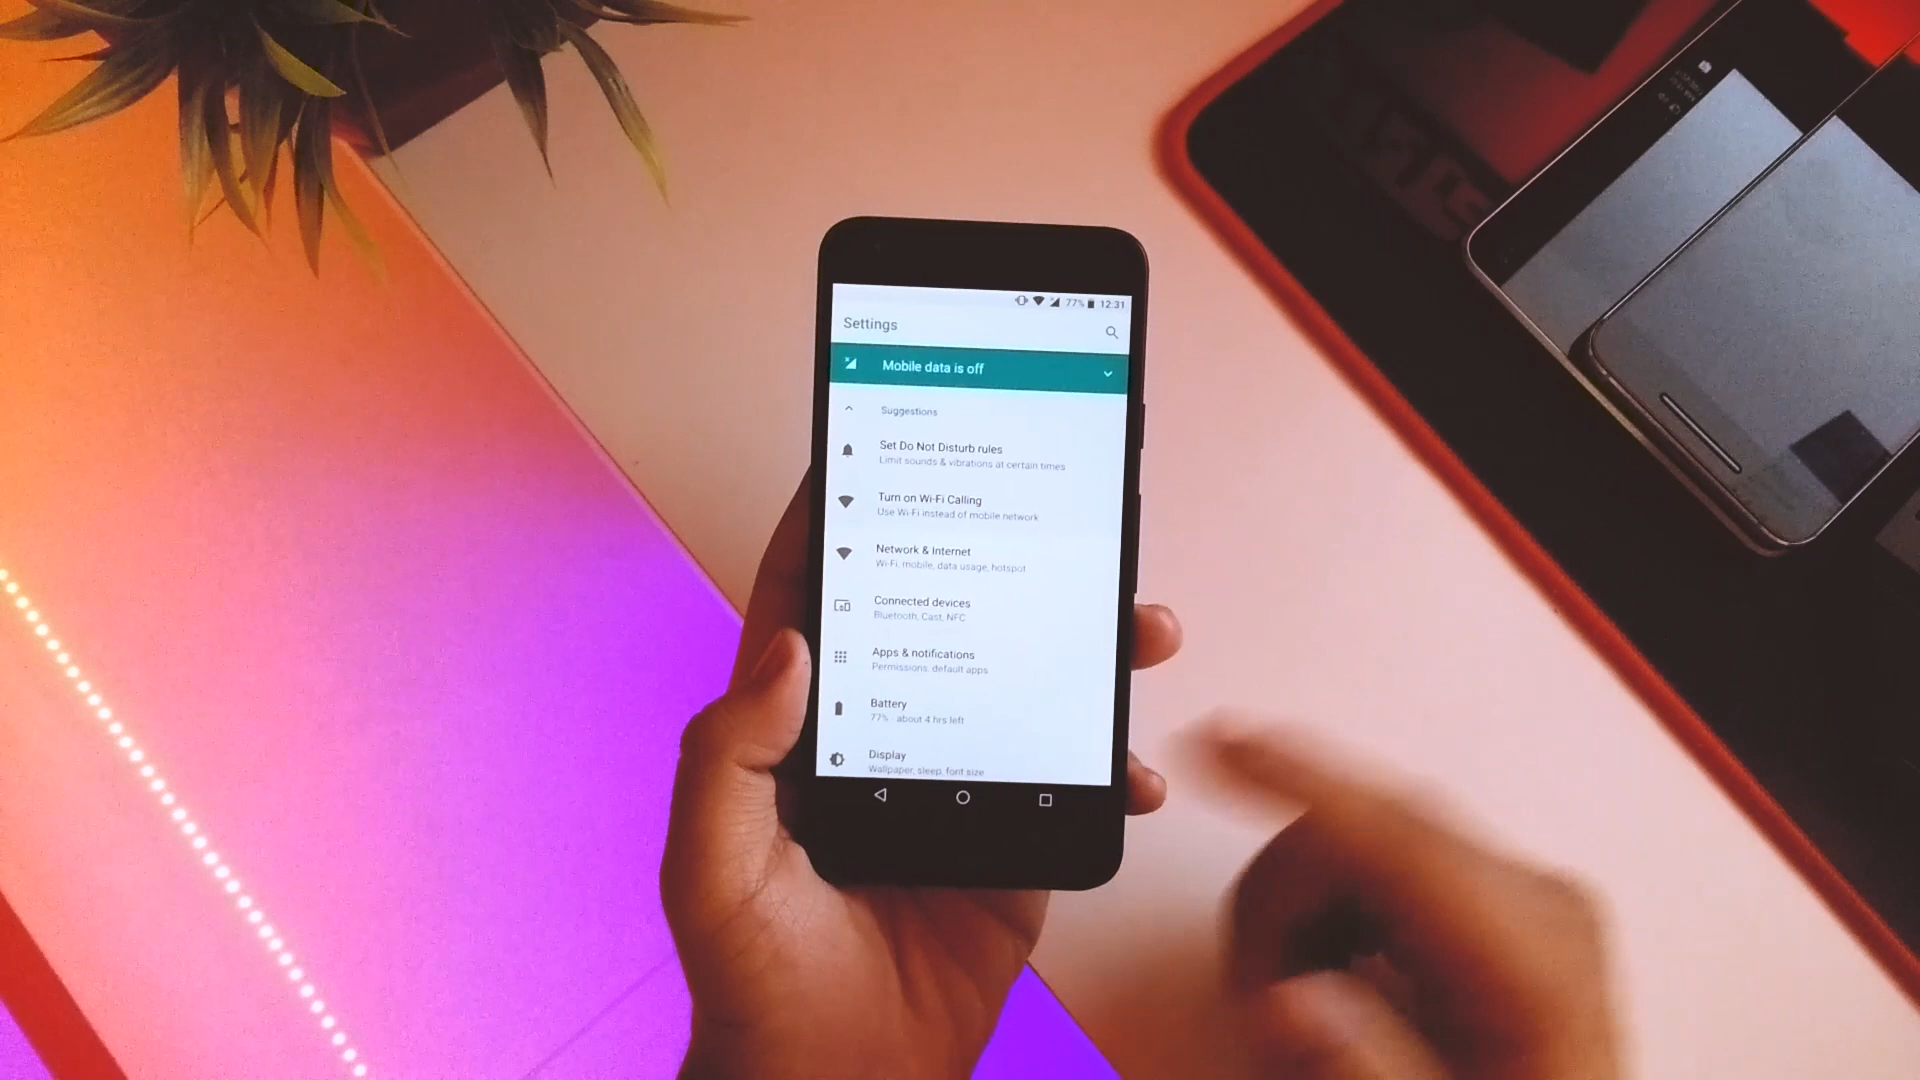 77% 12:31
Settings
Mobile data is off
Suggestions
Set Do Not Disturb rules
Limit sounds & vibrations at certain times
Turn on Wi-Fi Calling
Use Wi-Fi instead of mobile network
Network & Internet
Wi-Fi, mobile, data usage, hotspot
Connected devices
Bluetooth, Cast, NFC
Apps & notifications
Permissions, default apps
Battery
77% - about 4 hrs left
Display
Wallpaper, sleep, font size